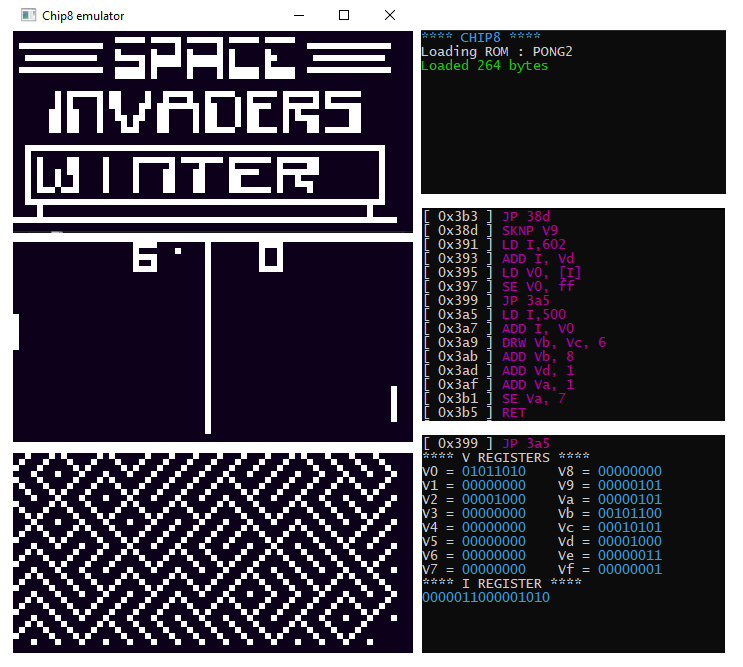 Chip8 emulator
SPACE
INVADERS
WINTER
6 0
**** CHIP8 ****
Loading ROM : PONG2
Loaded 264 bytes
[ 0x3b3 ] JP 38d
[ 0x38d ] SKNP V9
[ 0x391 ] LD I,602
[ 0x393 ] ADD I, Vd
[ 0x395 ] LD V0, [I]
[ 0x397 ] SE V0, ff
[ 0x399 ] JP 3a5
[ 0x3a5 ] LD I,500
[ 0x3a7 ] ADD I, V0
[ 0x3a9 ] DRW Vb, Vc, 6
[ 0x3ab ] ADD Vb, 8
[ 0x3ad ] ADD Vd, 1
[ 0x3af ] ADD Va, 1
[ 0x3b1 ] SE Va, 7
[ 0x3b5 ] RET
[ 0x399 ] JP 3a5
**** V REGISTERS ****
V0 = 01011010 V8 = 00000000
V1 = 00000000 V9 = 00000101
V2 = 00001000 Va = 00000101
V3 = 00000000 Vb = 00101100
V4 = 00000000 Vc = 00010101
V5 = 00000000 Vd = 00001000
V6 = 00000000 Ve = 00000011
V7 = 00000000 Vf = 00000001
**** I REGISTER ****
0000011000001010